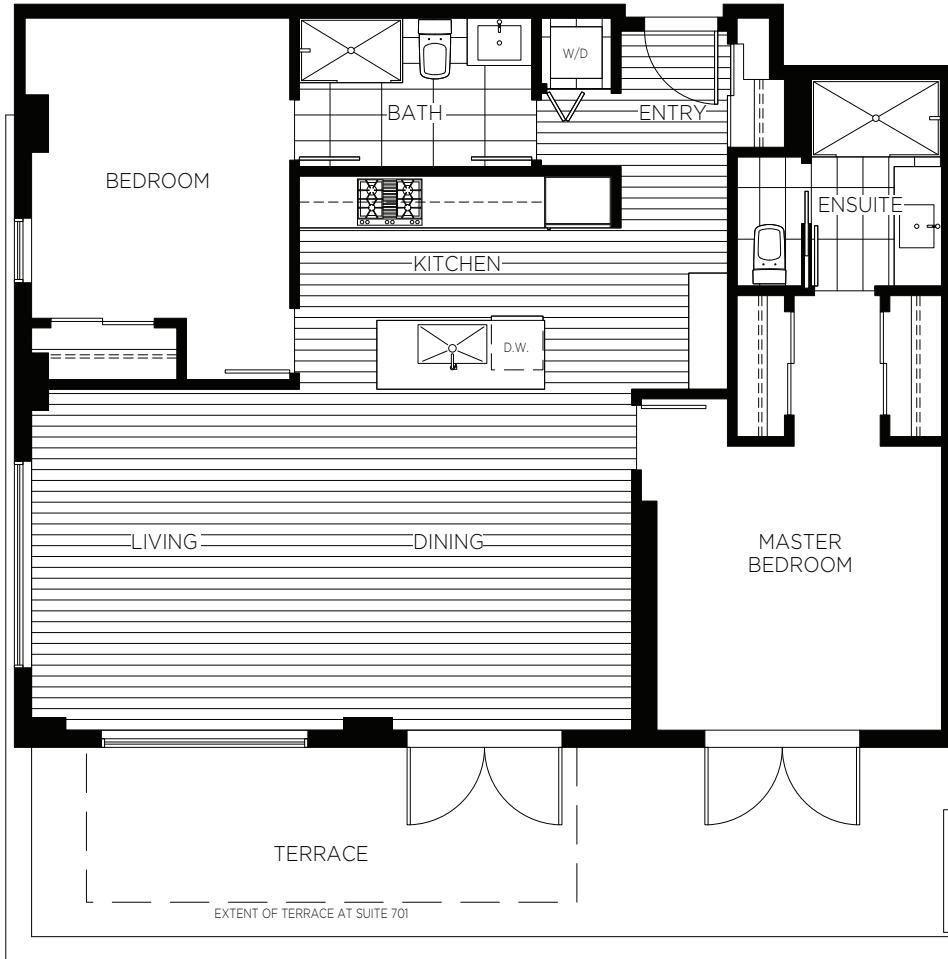 W/D
BATH
ENTRY
BEDROOM
ENSUITE
KITCHEN
D.W.
LIVING
DINING
MASTER
BEDROOM
TERRACE
EXTENT OF TERRACE AT SUITE 701